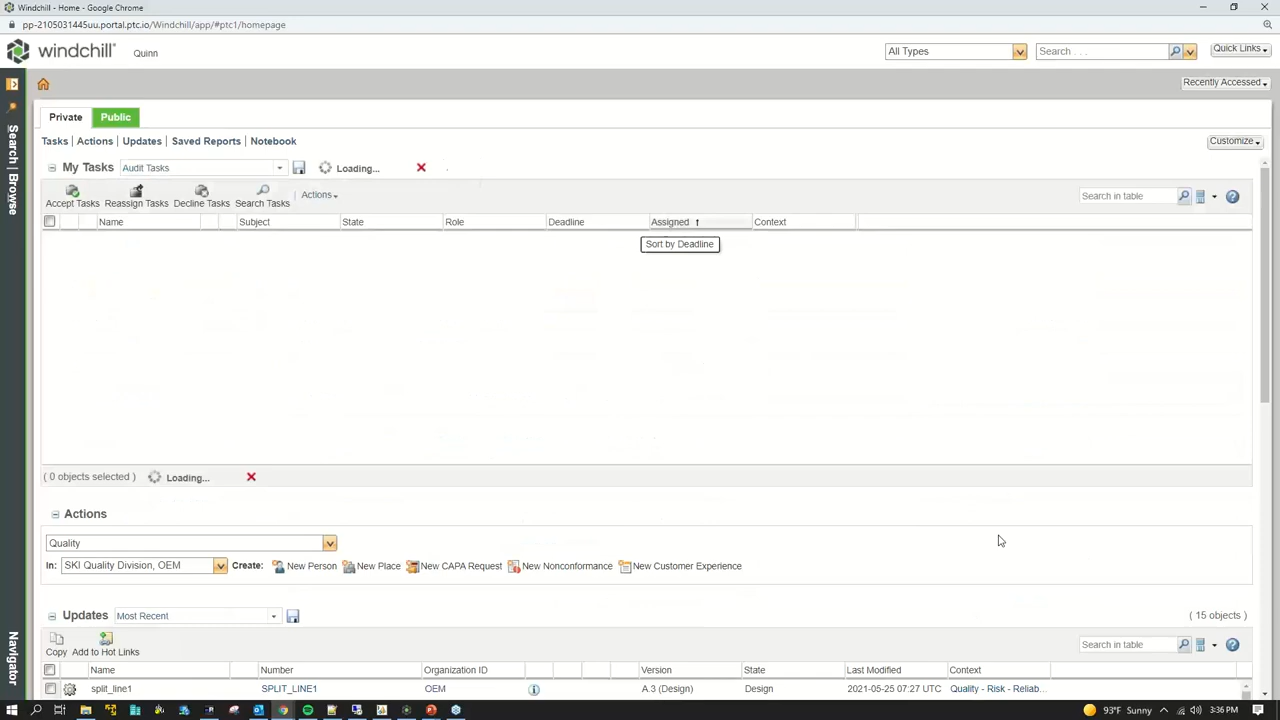 Windchill - Home - Google Chrome
pp-2105031445uu.portal.ptc.io/Windchill/app/#ptc1/homepage
windchill Quinn All Types Search . . . Quick Links
Recently Accessed
Private Public
Tasks Actions Updates Saved Reports Notebook Customize
My Tasks Audit Tasks Loading...
Accept Tasks Reassign Tasks Decline Tasks Search Tasks Actions Search in table
Name Subject State Role Deadline Assigned Context
Sort by Deadline
( 0 objects selected ) Loading...
Actions
Quality
In: SKI Quality Division, OEM Create: New Person New Place New CAPA Request New Nonconformance New Customer Experience
Updates Most Recent ( 15 objects )
Copy Add to Hot Links Search in table
Name Number Organization ID Version State Last Modified Context
split_line1 SPLIT_LINE1 OEM A.3 (Design) Design 2021-05-25 07:27 UTC Quality - Risk - Reliab...
Search | Browse
Navigator
93°F Sunny 3:36 PM